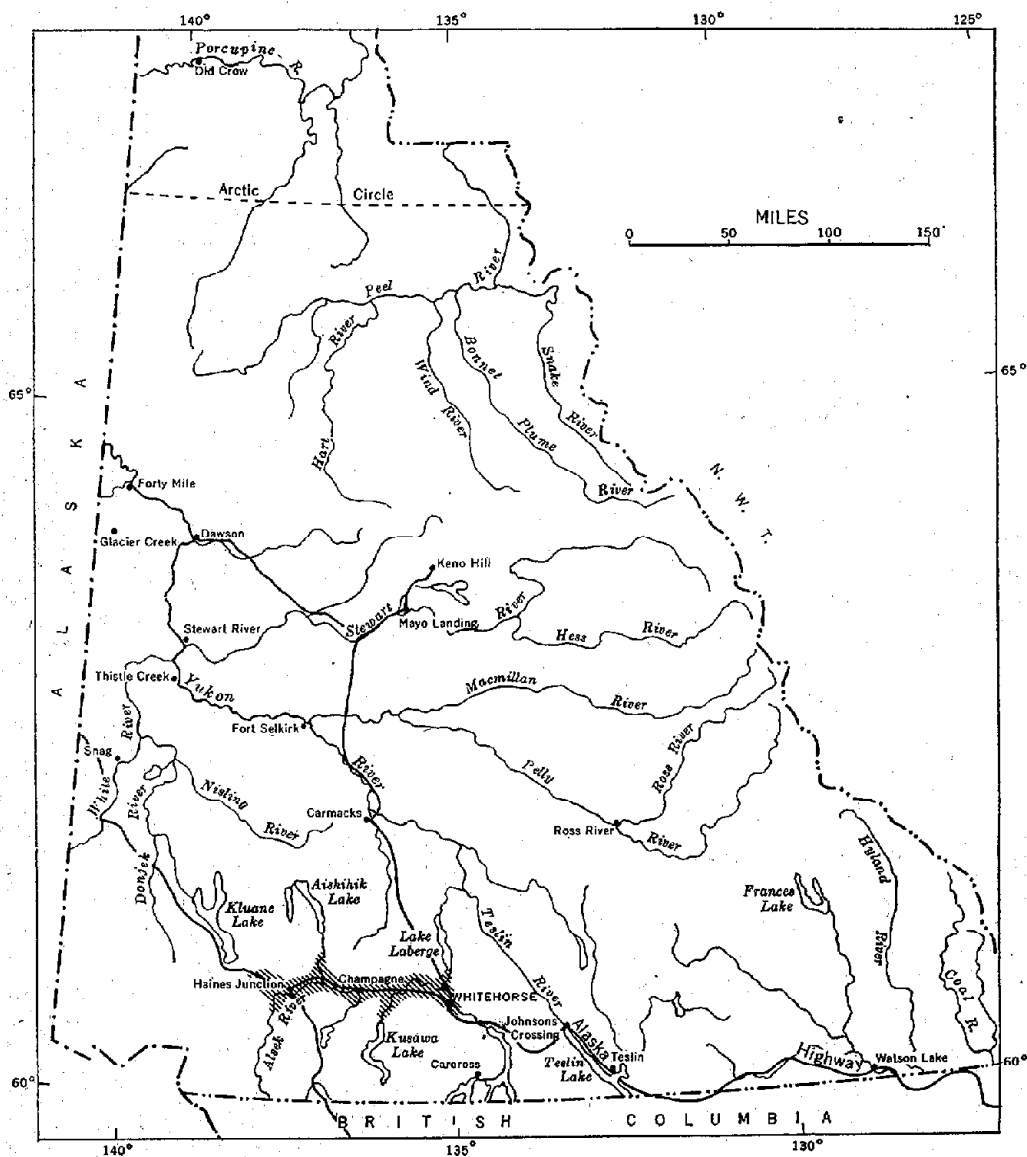 140° 135° 130° 125°
Porcupine R.
Old Crow
Arctic Circle
MILES
0 50 100 150
Peel River
River
Hart
Wind River
Bonnet
Plume
River
Snake
River
65° 65°
ALASKA
N. W. T.
Forty Mile
Glacier Creek
Dawson
Keno Hill
Stewart
River
Mayo Landing
Hess River
Stewart River
Thistle Creek
Yukon
Macmillan
River
Fort Selkirk
River
Snag
White
River
River
Nisling
River
Pelly
Ross River
Ross River
River
Carmacks
Donjek
Kluane
Lake
Aishihik
Lake
Frances
Lake
Hyland
River
Lake
Laberge
Teslin
River
Coal R.
Haines Junction
Champagne
WHITEHORSE
River
Alsek
Kusawa
Lake
Johnsons
Crossing
Alaska
Teslin
Teslin
Lake
Highway
Watson Lake
Carcross
60° 60°
BRITISH COLUMBIA
140° 135° 130°